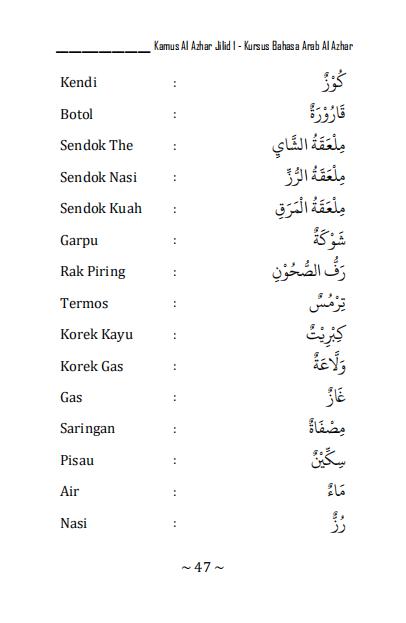 Kamus Al Azhar Jilid I - Kursus Bahasa Arab Al Azhar
Kendi : كُوْزٌ
Botol : قَارُوْرَةٌ
Sendok The : مِلْعَقَةُ الشَّايِ
Sendok Nasi : مِلْعَقَةُ الرُّزِّ
Sendok Kuah : مِلْعَقَةُ الْمَرَقِ
Garpu : شَوْكَةٌ
Rak Piring : رَفُّ الصُّحُوْنِ
Termos : تِرْمُسٌ
Korek Kayu : كِبْرِيْتٌ
Korek Gas : وَلَّاعَةٌ
Gas : غَازٌ
Saringan : مِصْفَاةٌ
Pisau : سِكِّيْنٌ
Air : مَاءٌ
Nasi : رُزٌّ
~ 47 ~